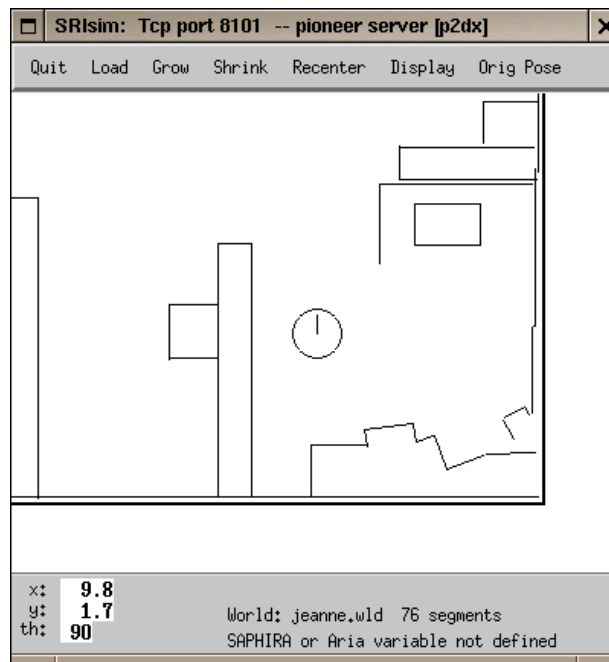 SRIsim: Tcp port 8101 -- pioneer server [p2dx]
Quit Load Grow Shrink Recenter Display Orig Pose
x: 9.8
y: 1.7
th: 90
World: jeanne.wld 76 segments
SAPHIRA or Aria variable not defined